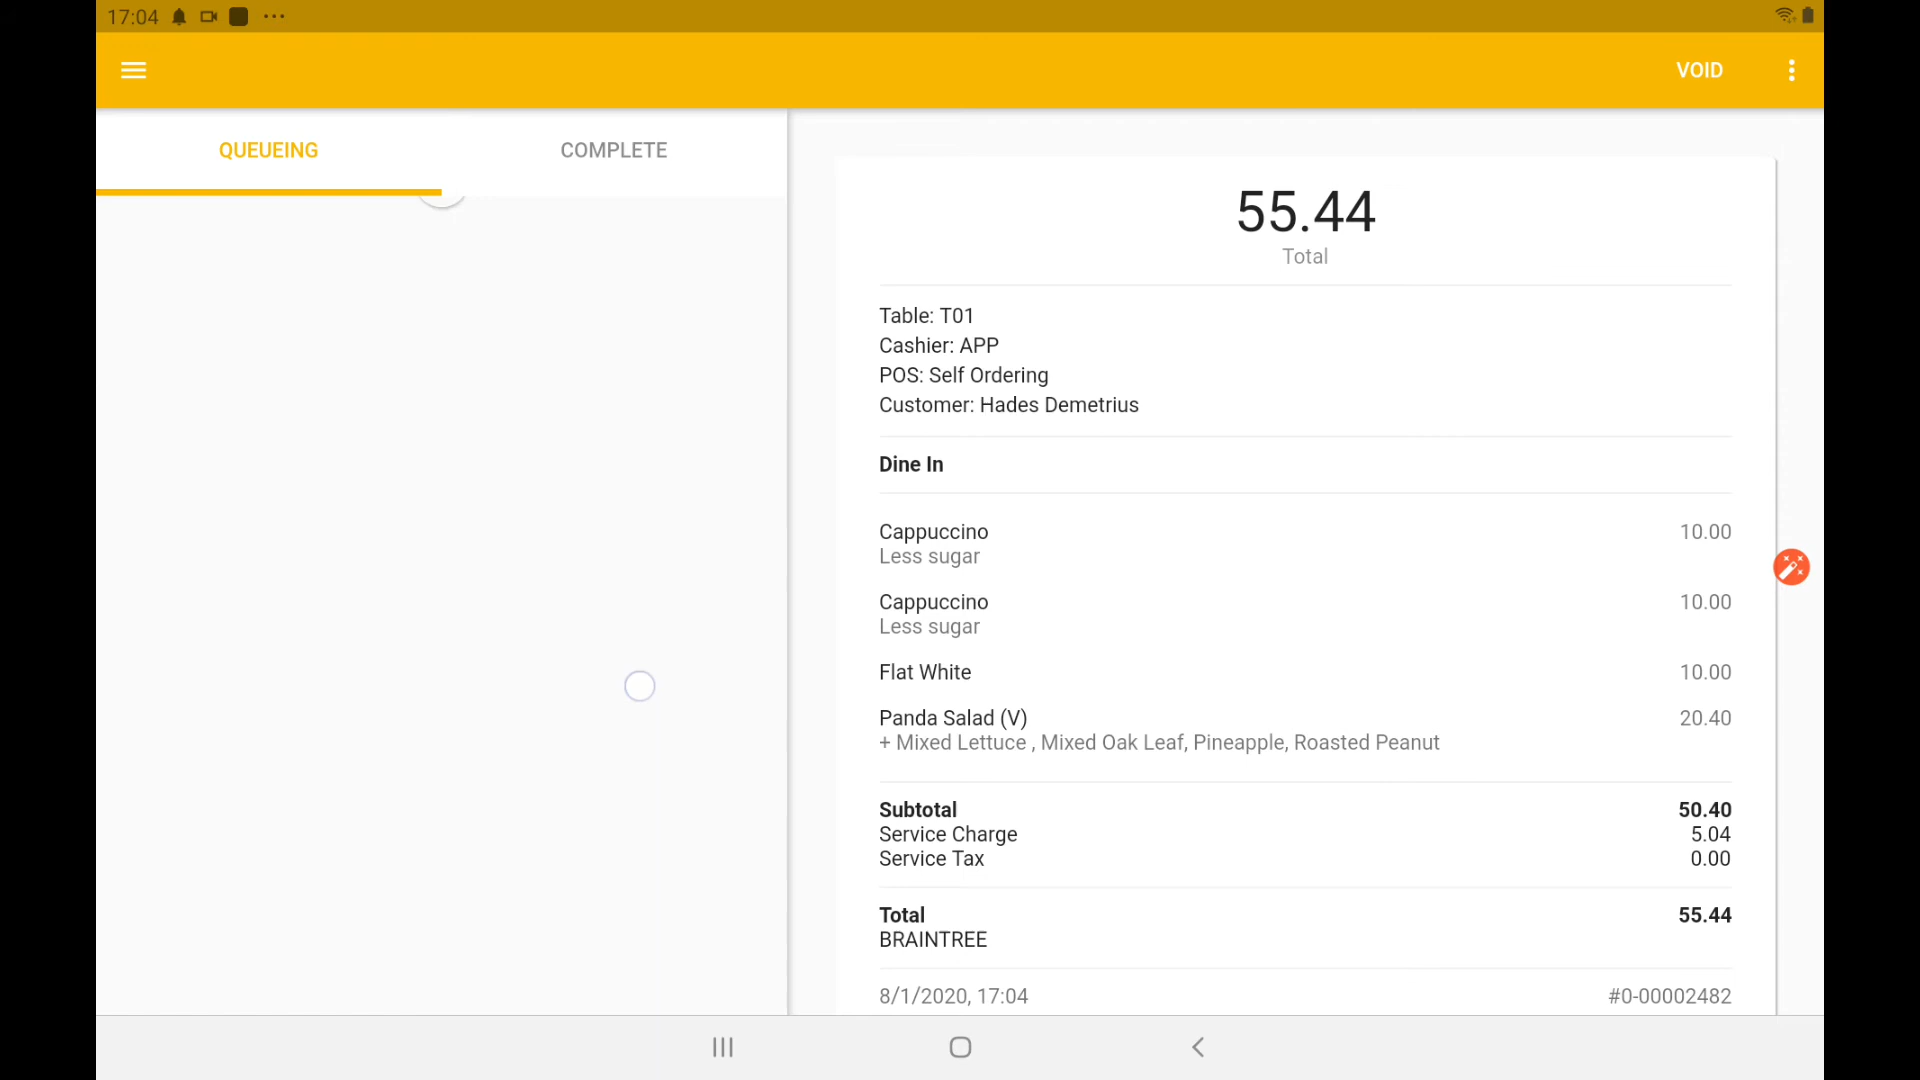 17:04
VOID
QUEUEING
COMPLETE
55.44
Total
Table: T01
Cashier: APP
POS: Self Ordering
Customer: Hades Demetrius
Dine In
Cappuccino 10.00
Less sugar
Cappuccino 10.00
Less sugar
Flat White 10.00
Panda Salad (V) 20.40
+ Mixed Lettuce , Mixed Oak Leaf, Pineapple, Roasted Peanut
Subtotal 50.40
Service Charge 5.04
Service Tax 0.00
Total 55.44
BRAINTREE
8/1/2020, 17:04 #0-00002482